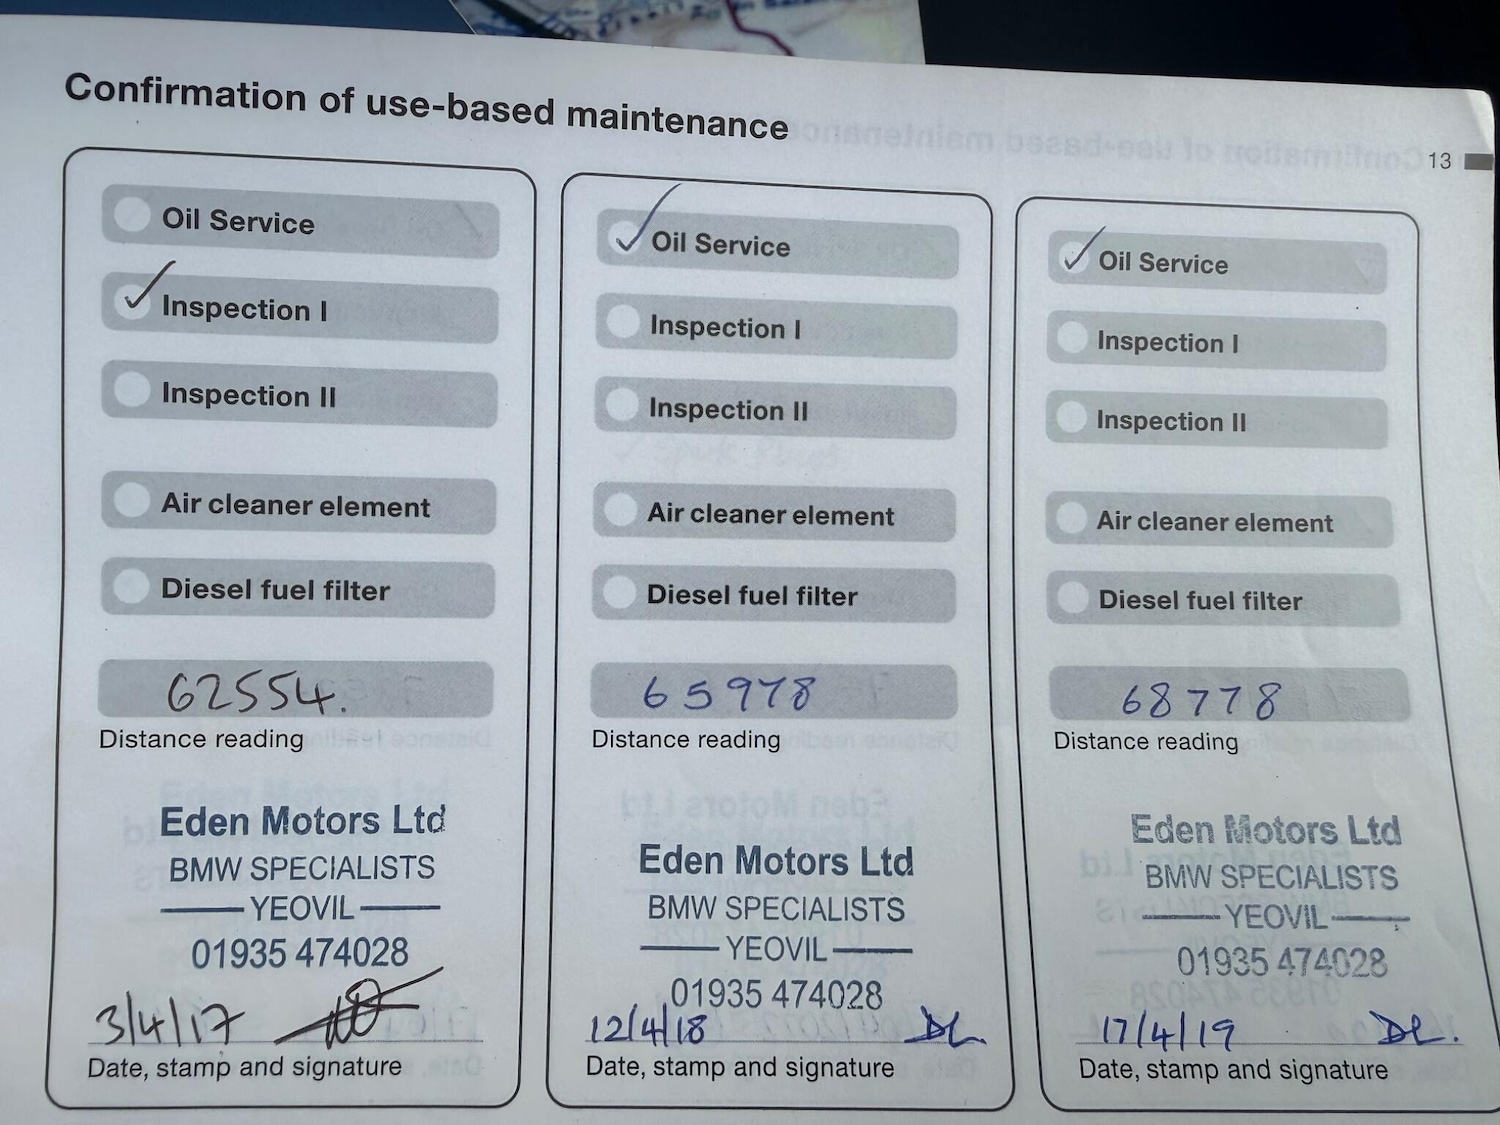 Confirmation of use-based maintenance
13
Oil Service
Inspection I
Inspection II
Air cleaner element
Diesel fuel filter
62554.
Distance reading
Eden Motors Ltd
BMW SPECIALISTS
YEOVIL
01935 474028
3/4/17
Date, stamp and signature
Oil Service
Inspection I
Inspection II
Air cleaner element
Diesel fuel filter
65978
Distance reading
Eden Motors Ltd
BMW SPECIALISTS
YEOVIL
01935 474028
12/4/18 DL
Date, stamp and signature
Oil Service
Inspection I
Inspection II
Air cleaner element
Diesel fuel filter
68778
Distance reading
Eden Motors Ltd
BMW SPECIALISTS
YEOVIL
01935 474028
17/4/19 DL.
Date, stamp and signature